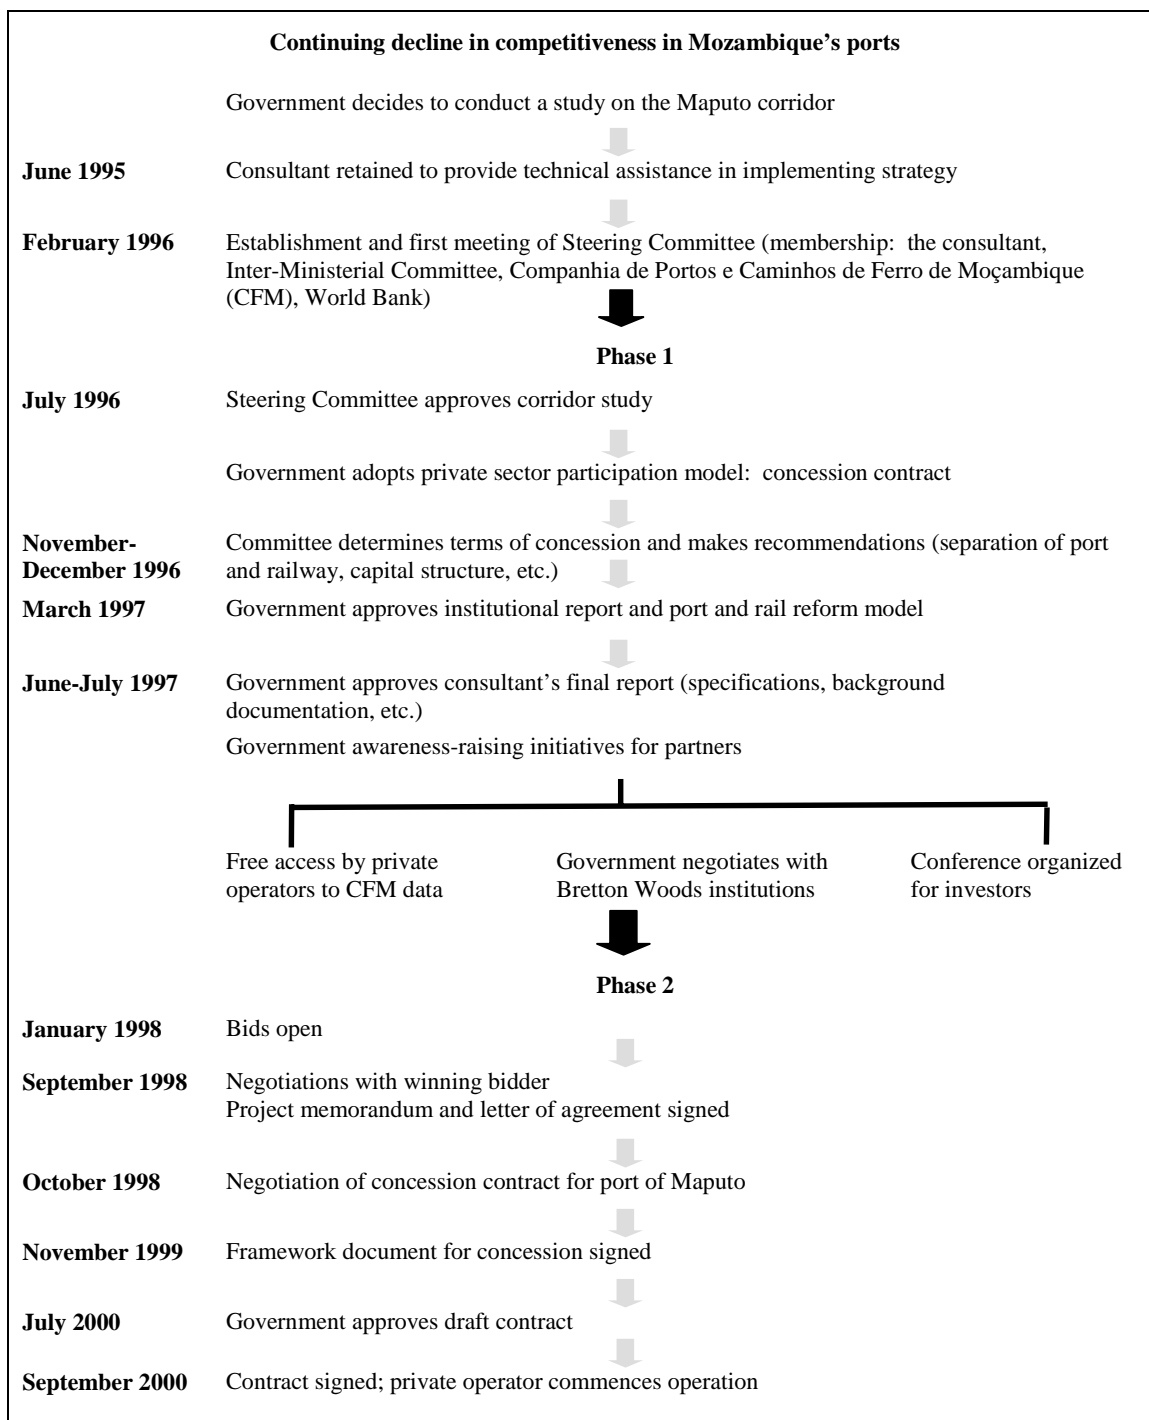 Continuing decline in competitiveness in Mozambique's ports
Government decides to conduct a study on the Maputo corridor
June 1995 Consultant retained to provide technical assistance in implementing strategy
February 1996 Establishment and first meeting of Steering Committee (membership: the consultant,
Inter-Ministerial Committee, Companhia de Portos e Caminhos de Ferro de Moçambique
(CFM), World Bank)
Phase 1
July 1996 Steering Committee approves corridor study
Government adopts private sector participation model: concession contract
November- Committee determines terms of concession and makes recommendations (separation of port
December 1996 and railway, capital structure, etc.)
March 1997 Government approves institutional report and port and rail reform model
June-July 1997 Government approves consultant's final report (specifications, background
documentation, etc.)
Government awareness-raising initiatives for partners
Free access by private
operators to CFM data
Government negotiates with
Bretton Woods institutions
Conference organized
for investors
Phase 2
January 1998 Bids open
September 1998 Negotiations with winning bidder
Project memorandum and letter of agreement signed
October 1998 Negotiation of concession contract for port of Maputo
November 1999 Framework document for concession signed
July 2000 Government approves draft contract
September 2000 Contract signed; private operator commences operation